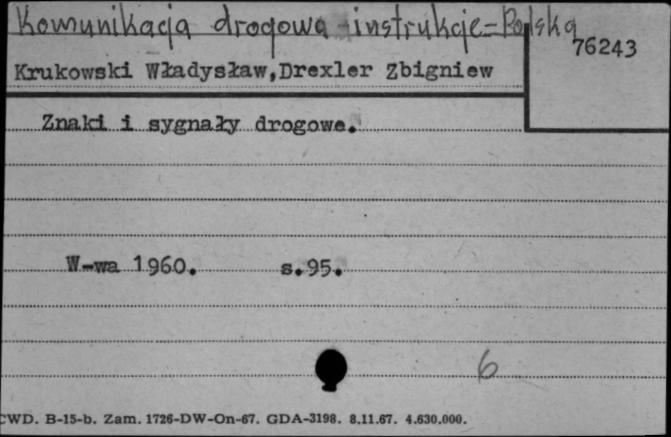 Komunikacja drogowa - instrukcje - Polska
76243
Krukowski Władysław,Drexler Zbigniew
Znaki i sygnały drogowe.
W-wa 1960. s.95.
6
CWD. B-15-b. Zam. 1726-DW-On-67. GDA-3198. 8.11.67. 4.630.000.